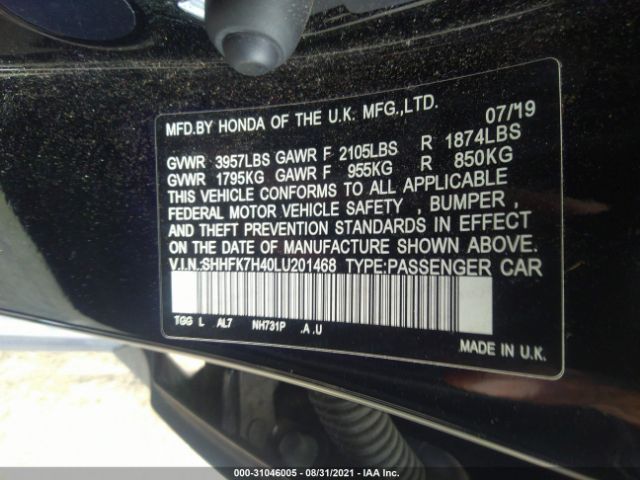 MFD.BY HONDA OF THE U.K. MFG.,LTD. 07/'19
GVWR 3957LBS GAWR F 2105LBS R 1874LBS
GVWR 1795KG GAWR F 955KG R 850KG
THIS VEHICLE CONFORMS TO ALL APPLICABLE
FEDERAL MOTOR VEHICLE SAFETY , BUMPER ,
AND THEFT PREVENTION STANDARDS IN EFFECT
ON THE DATE OF MANUFACTURE SHOWN ABOVE.
V.I.N.:SHHFK7H40LU201468 TYPE:PASSENGER CAR
TGG L AL7 NH731P .A .U
MADE IN U.K.
000-31046005 - 08/31/2021 - IAA Inc.